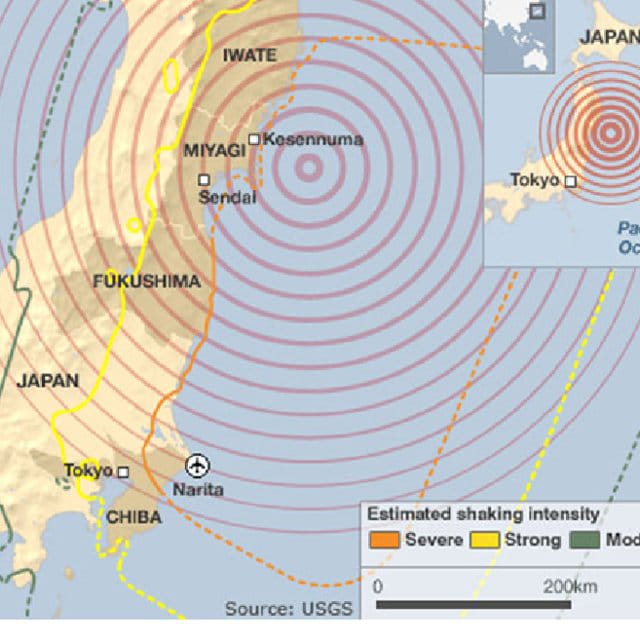 IWATE
JAPAN
Kesennuma
MIYAGI
Tokyo
Sendai
FUKUSHIMA
JAPAN
Tokyo
Narita
CHIBA
Estimated shaking intensity
Severe Strong Mod
0 200km
Source: USGS
Pa
Oc